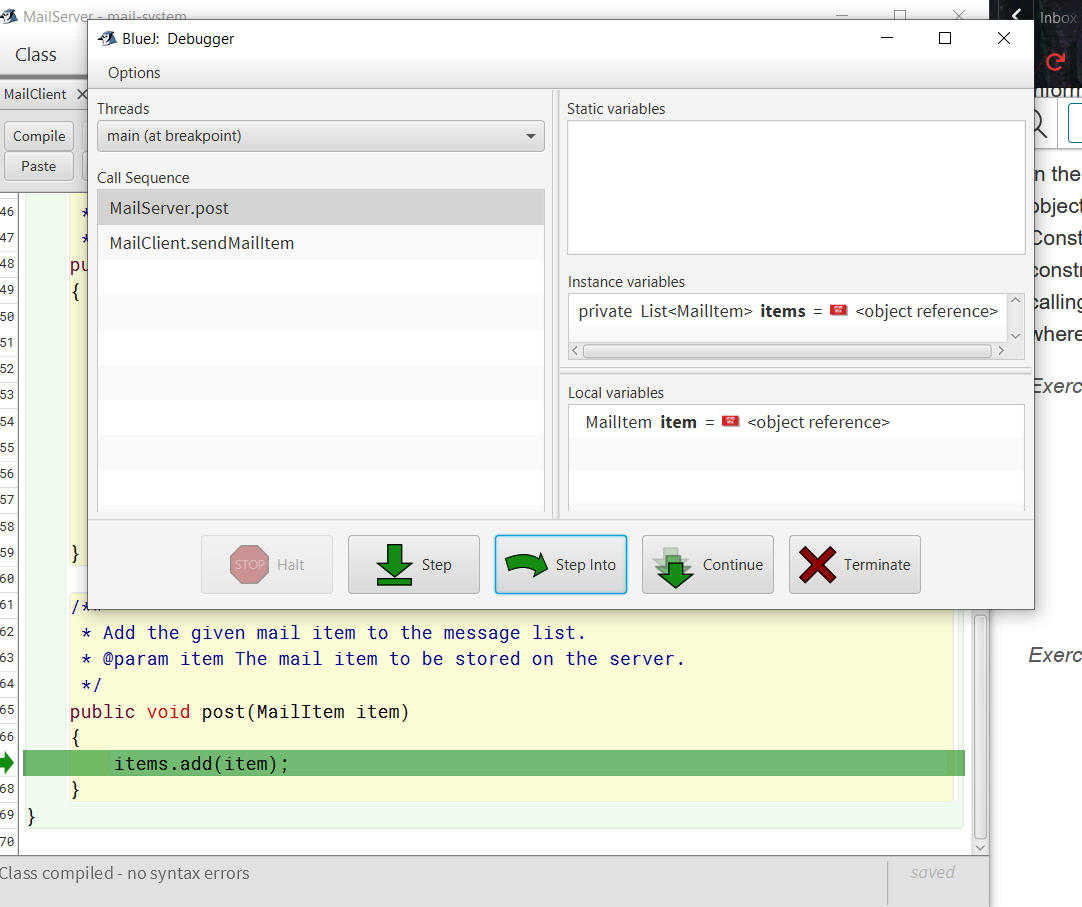 MailServer - mail-system
Inbox
BlueJ: Debugger
Class
Options
MailClient
Threads
main (at breakpoint)
Compile
Paste
Call Sequence
MailServer.post
MailClient.sendMailItem
Static variables
Instance variables
private List<MailItem> items = <object reference>
Local variables
MailItem item = <object reference>
STOP Halt
Step
Step Into
Continue
Terminate
46 *
47 *
48 pu
49 {
50
51
52
53
54
55
56
57
58
59 }
60
61 /**
62 * Add the given mail item to the message list.
63 * @param item The mail item to be stored on the server.
64 */
65 public void post(MailItem item)
66 {
items.add(item);
68 }
69 }
70
Class compiled - no syntax errors
saved
in the
object
Const
constr
calling
where
Exerc
Exerc